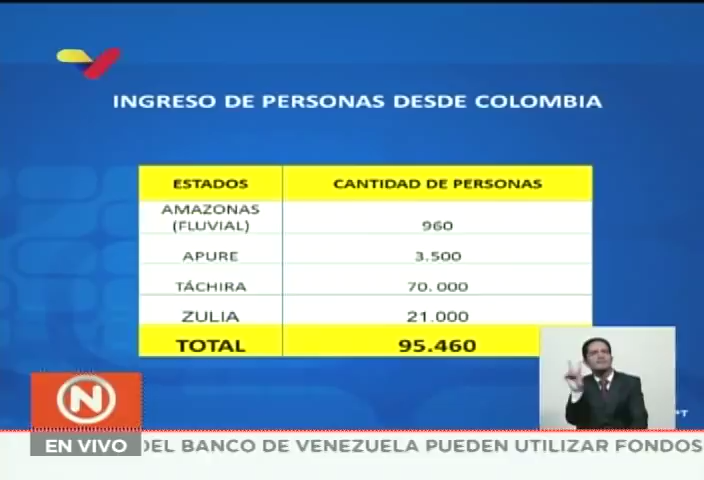 INGRESO DE PERSONAS DESDE COLOMBIA
ESTADOS CANTIDAD DE PERSONAS
AMAZONAS
(FLUVIAL) 960
APURE 3.500
TÁCHIRA 70.000
ZULIA 21.000
TOTAL 95.460
N
EN VIVO DEL BANCO DE VENEZUELA PUEDEN UTILIZAR FONDOS